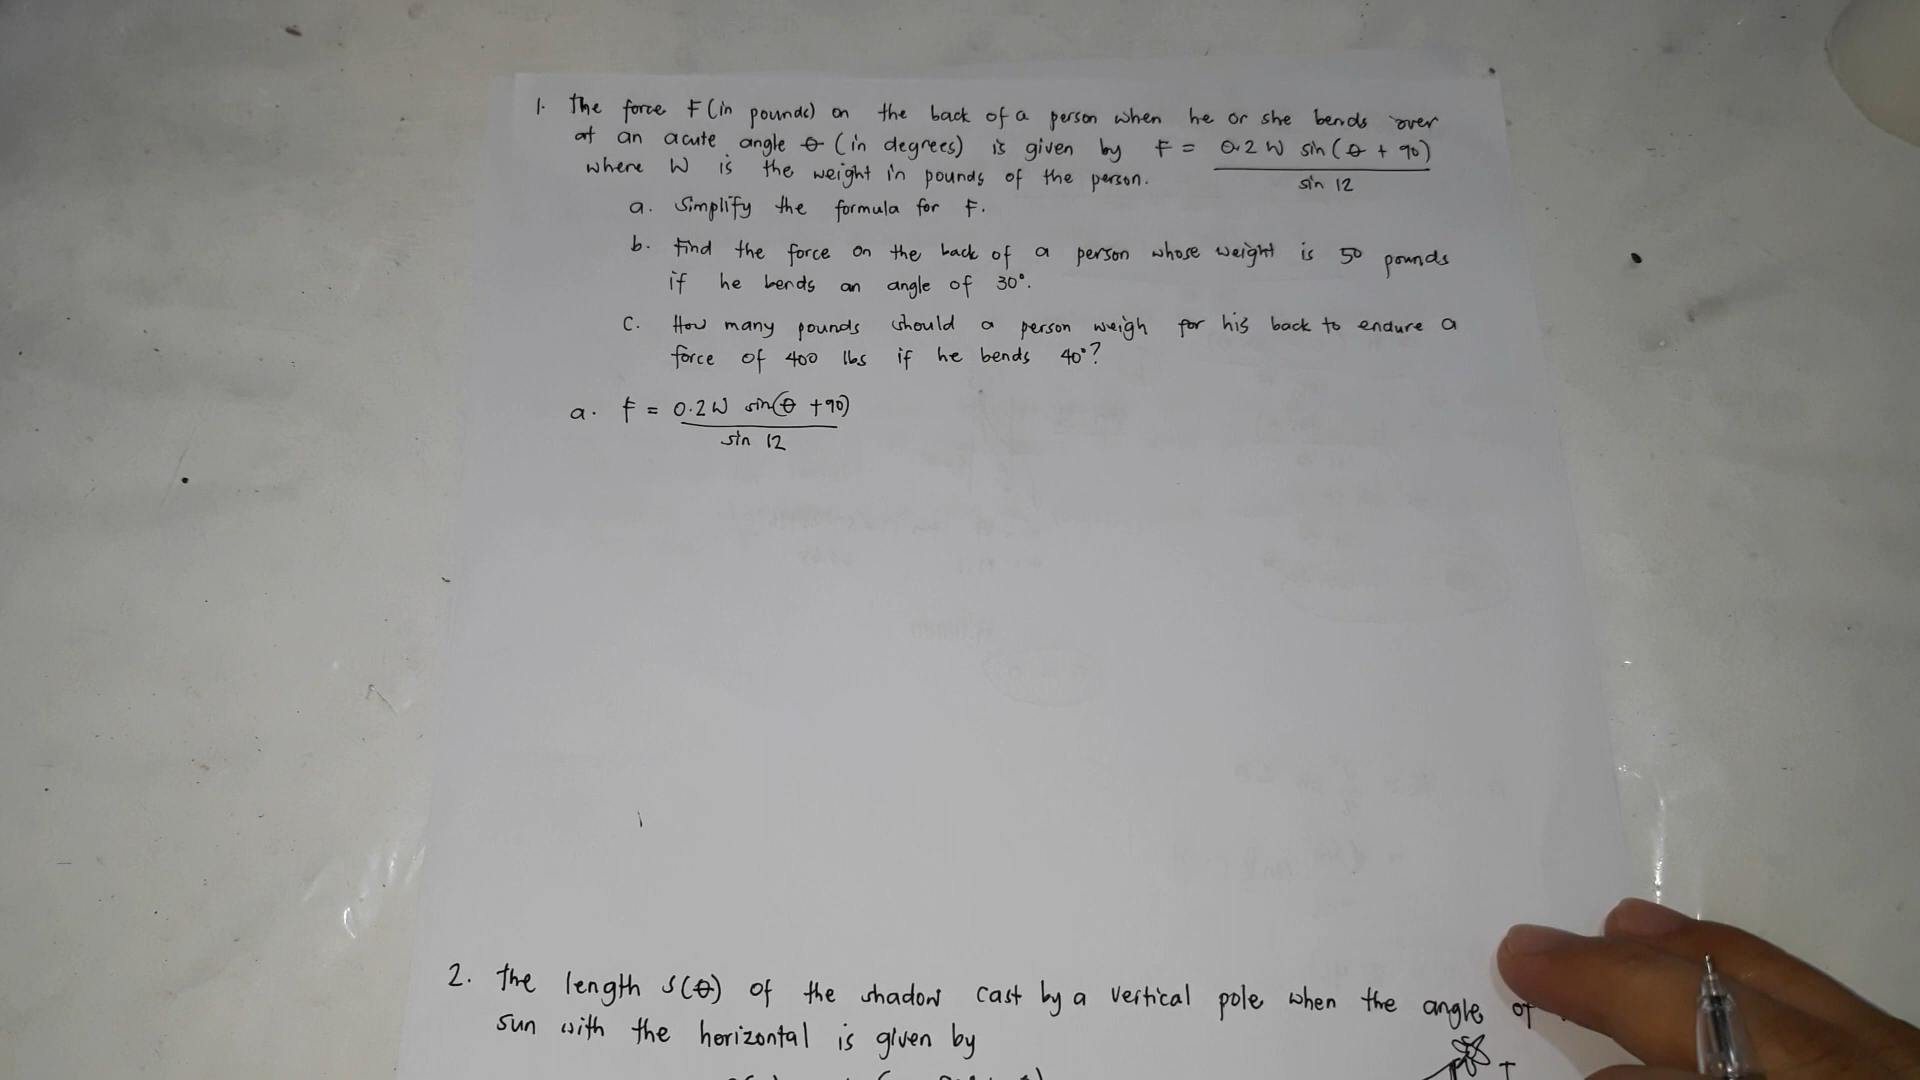 1. The force F (in pounds) on the back of a person when he or she bends over
at an acute angle θ (in degrees) is given by F = 0.2 W sin (θ + 90)
sin 12
where W is the weight in pounds of the person.
a. Simplify the formula for F.
b. Find the force on the back of a person whose weight is 50 pounds
if he bends an angle of 30°.
c. How many pounds should a person weigh for his back to endure a
force of 400 lbs if he bends 40°?
a. F = 0.2 W sin(θ + 90)
sin 12
2. The length S(θ) of the shadow cast by a vertical pole when the angle of
sun with the horizontal is given by